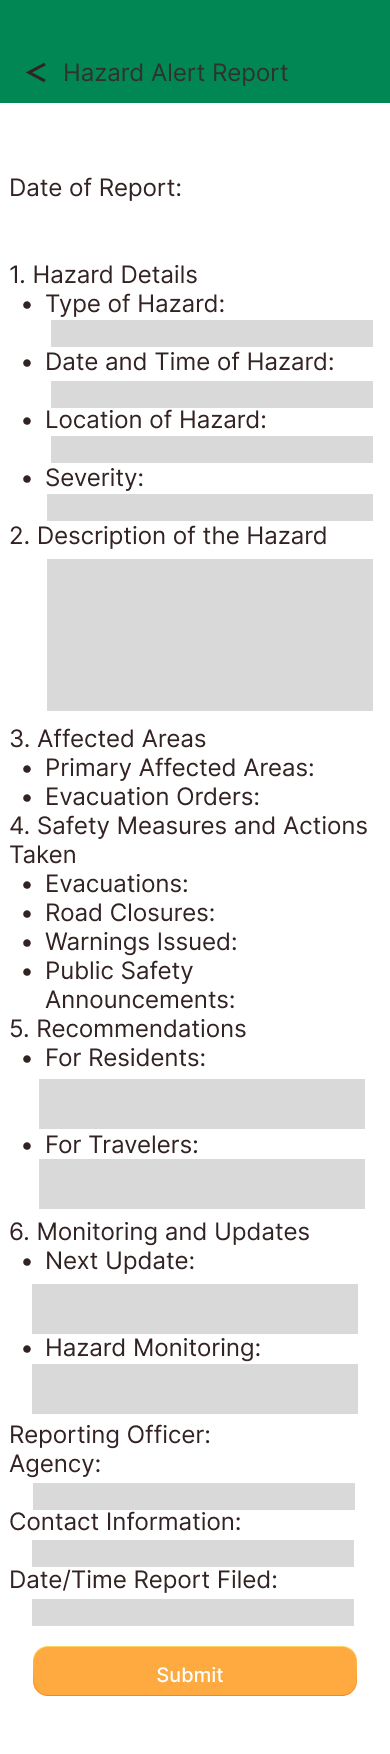 < Hazard Alert Report
Date of Report:
1. Hazard Details
• Type of Hazard:
• Date and Time of Hazard:
• Location of Hazard:
• Severity:
2. Description of the Hazard
3. Affected Areas
• Primary Affected Areas:
• Evacuation Orders:
4. Safety Measures and Actions
Taken
• Evacuations:
• Road Closures:
• Warnings Issued:
• Public Safety
Announcements:
5. Recommendations
• For Residents:
• For Travelers:
6. Monitoring and Updates
• Next Update:
• Hazard Monitoring:
Reporting Officer:
Agency:
Contact Information:
Date/Time Report Filed:
Submit